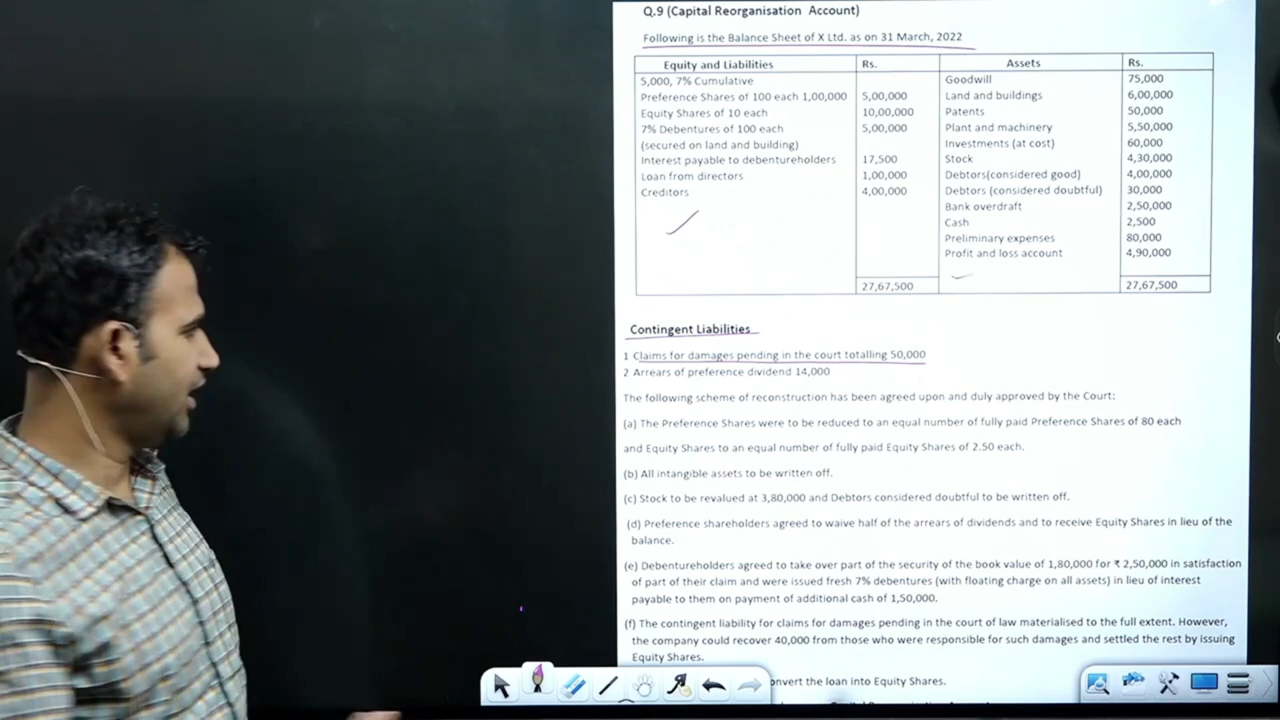 Q.9 (Capital Reorganisation Account)
Following is the Balance Sheet of X Ltd. as on 31 March, 2022
Equity and Liabilities Rs. Assets Rs.
5,000, 7% Cumulative Goodwill 75,000
Preference Shares of 100 each 1,00,000 5,00,000 Land and buildings 6,00,000
Equity Shares of 10 each 10,00,000 Patents 50,000
7% Debentures of 100 each 5,00,000 Plant and machinery 5,50,000
(secured on land and building) Investments (at cost) 60,000
Interest payable to debentureholders 17,500 Stock 4,30,000
Loan from directors 1,00,000 Debtors(considered good) 4,00,000
Creditors 4,00,000 Debtors (considered doubtful) 30,000
Bank overdraft 2,50,000
Cash 2,500
Preliminary expenses 80,000
Profit and loss account 4,90,000
27,67,500 27,67,500
Contingent Liabilities
1 Claims for damages pending in the court totalling 50,000
2 Arrears of preference dividend 14,000
The following scheme of reconstruction has been agreed upon and duly approved by the Court:
(a) The Preference Shares were to be reduced to an equal number of fully paid Preference Shares of 80 each
and Equity Shares to an equal number of fully paid Equity Shares of 2.50 each.
(b) All intangible assets to be written off.
(c) Stock to be revalued at 3,80,000 and Debtors considered doubtful to be written off.
(d) Preference shareholders agreed to waive half of the arrears of dividends and to receive Equity Shares in lieu of the
balance.
(e) Debentureholders agreed to take over part of the security of the book value of 1,80,000 for ₹ 2,50,000 in satisfaction
of part of their claim and were issued fresh 7% debentures (with floating charge on all assets) in lieu of interest
payable to them on payment of additional cash of 1,50,000.
(f) The contingent liability for claims for damages pending in the court of law materialised to the full extent. However,
the company could recover 40,000 from those who were responsible for such damages and settled the rest by issuing
Equity Shares.
onvert the loan into Equity Shares.